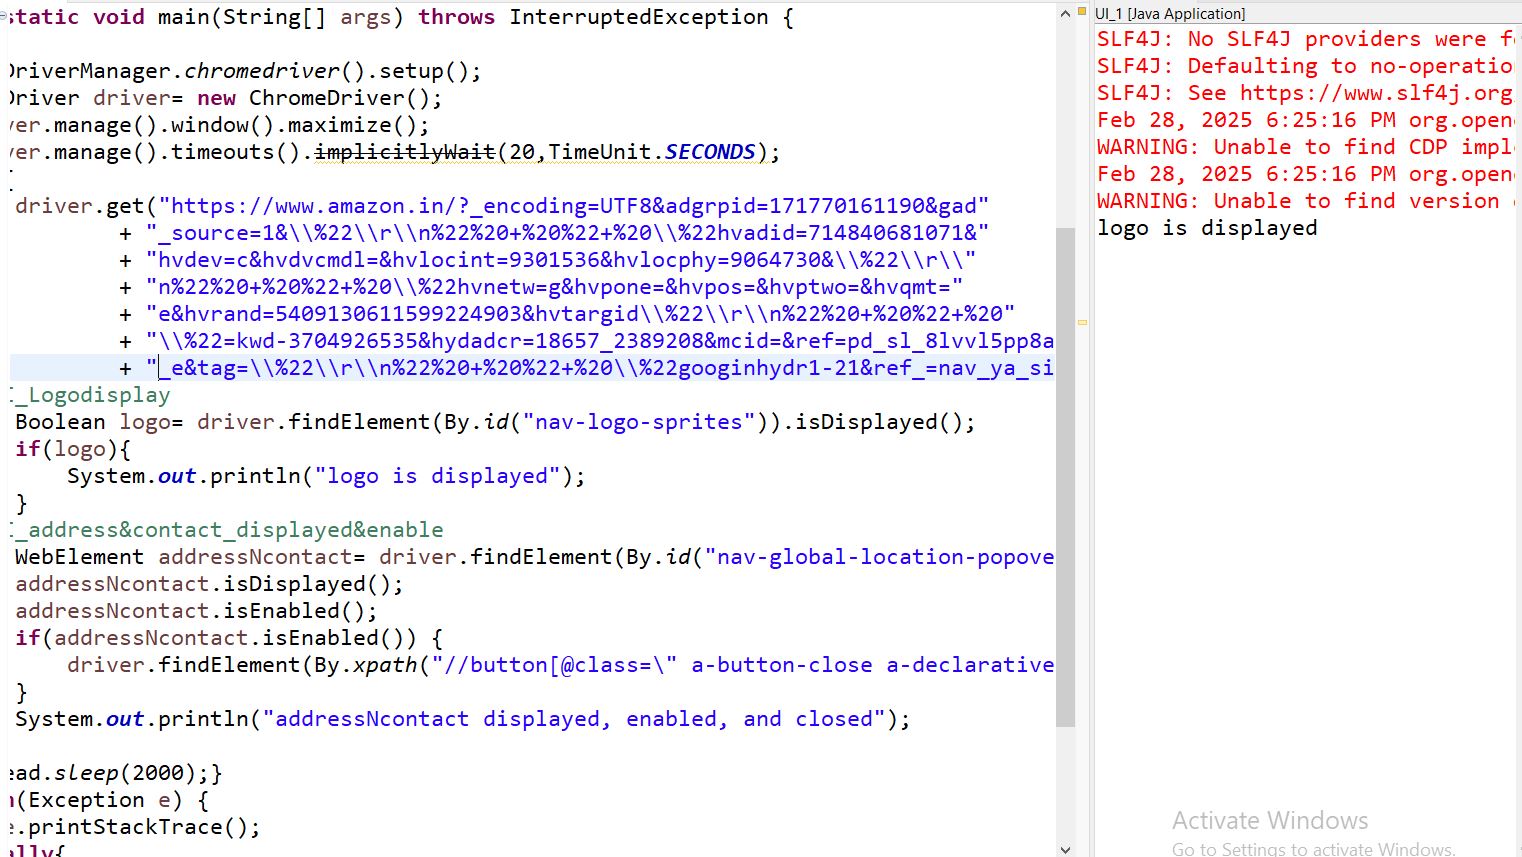 static void main(String[] args) throws InterruptedException {
DriverManager.chromedriver().setup();
Driver driver= new ChromeDriver();
ver.manage().window().maximize();
ver.manage().timeouts().implicitlyWait(20,TimeUnit.SECONDS);
driver.get("https://www.amazon.in/?_encoding=UTF8&adgrpid=171770161190&gad"
+ "_source=1&\\%22\\r\\n%22%20+%20%22+%20\\%22hvadid=714840681071&"
+ "hvdev=c&hvdvcmdl=&hvlocint=9301536&hvlocphy=9064730&\\%22\\r\\"
+ "n%22%20+%20%22+%20\\%22hvnetw=g&hvpone=&hvpos=&hvptwo=&hvqmt="
+ "e&hvrand=5409130611599224903&hvtargid\\%22\\r\\n%22%20+%20%22+%20"
+ "\\%22=kwd-3704926535&hydadcr=18657_2389208&mcid=&ref=pd_sl_8lvvl5pp8a
+ "_e&tag=\\%22\\r\\n%22%20+%20%22+%20\\%22googinhydr1-21&ref_=nav_ya_si
_Logodisplay
Boolean logo= driver.findElement(By.id("nav-logo-sprites")).isDisplayed();
if(logo){
System.out.println("logo is displayed");
}
_address&contact_displayed&enable
WebElement addressNcontact= driver.findElement(By.id("nav-global-location-popove
addressNcontact.isDisplayed();
addressNcontact.isEnabled();
if(addressNcontact.isEnabled()) {
driver.findElement(By.xpath("//button[@class=\" a-button-close a-declarative
}
System.out.println("addressNcontact displayed, enabled, and closed");
ead.sleep(2000);}
(Exception e) {
.printStackTrace();
ally{
UI_1 [Java Application]
SLF4J: No SLF4J providers were fo
SLF4J: Defaulting to no-operation
SLF4J: See https://www.slf4j.org
Feb 28, 2025 6:25:16 PM org.open
WARNING: Unable to find CDP impl
Feb 28, 2025 6:25:16 PM org.open
WARNING: Unable to find version
logo is displayed
Activate Windows
Go to Settings to activate Windows.